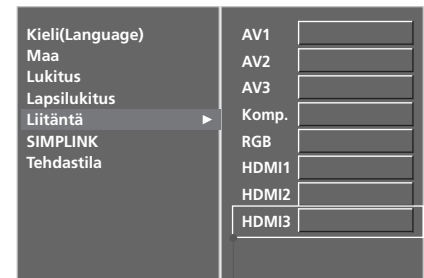 Kieli(Language)
Maa
Lukitus
Lapsilukitus
Liitäntä ►
SIMPLINK
Tehdastila
AV1
AV2
AV3
Komp.
RGB
HDMI1
HDMI2
HDMI3